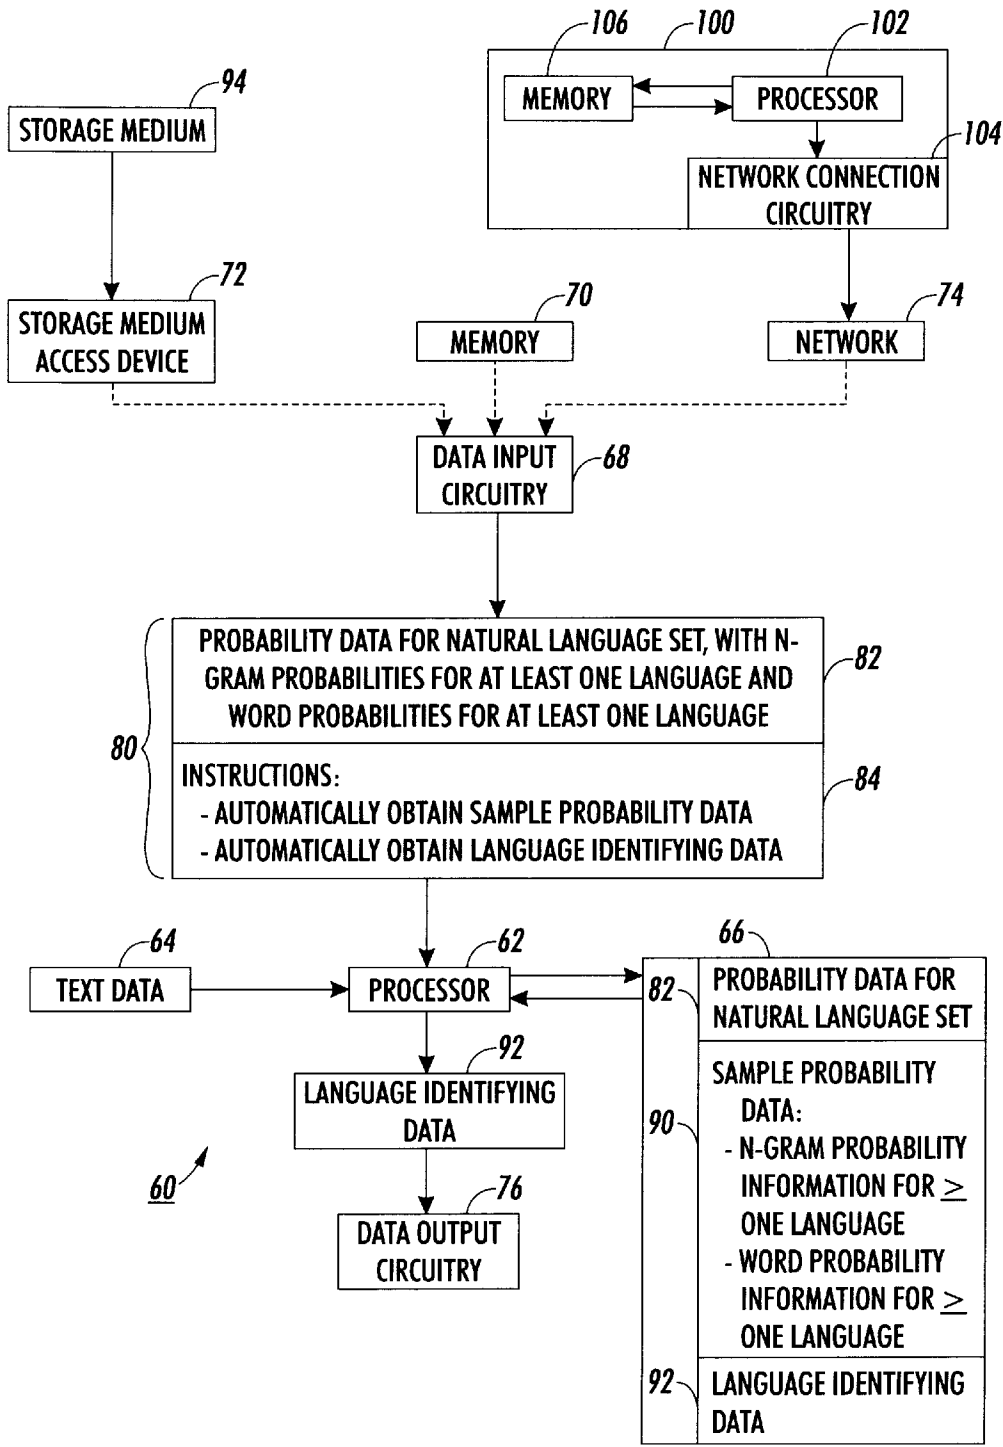 106
100
102
94
MEMORY
PROCESSOR
STORAGE MEDIUM
104
NETWORK CONNECTION
CIRCUITRY
72
70
74
STORAGE MEDIUM
ACCESS DEVICE
MEMORY
NETWORK
DATA INPUT
CIRCUITRY
68
PROBABILITY DATA FOR NATURAL LANGUAGE SET, WITH N-
GRAM PROBABILITIES FOR AT LEAST ONE LANGUAGE AND
WORD PROBABILITIES FOR AT LEAST ONE LANGUAGE
82
80
INSTRUCTIONS:
- AUTOMATICALLY OBTAIN SAMPLE PROBABILITY DATA
- AUTOMATICALLY OBTAIN LANGUAGE IDENTIFYING DATA
84
64
62
66
TEXT DATA
PROCESSOR
82
PROBABILITY DATA FOR
NATURAL LANGUAGE SET
92
LANGUAGE IDENTIFYING
DATA
90
SAMPLE PROBABILITY
DATA:
- N-GRAM PROBABILITY
INFORMATION FOR ≥
ONE LANGUAGE
- WORD PROBABILITY
INFORMATION FOR ≥
ONE LANGUAGE
60
76
DATA OUTPUT
CIRCUITRY
92
LANGUAGE IDENTIFYING
DATA